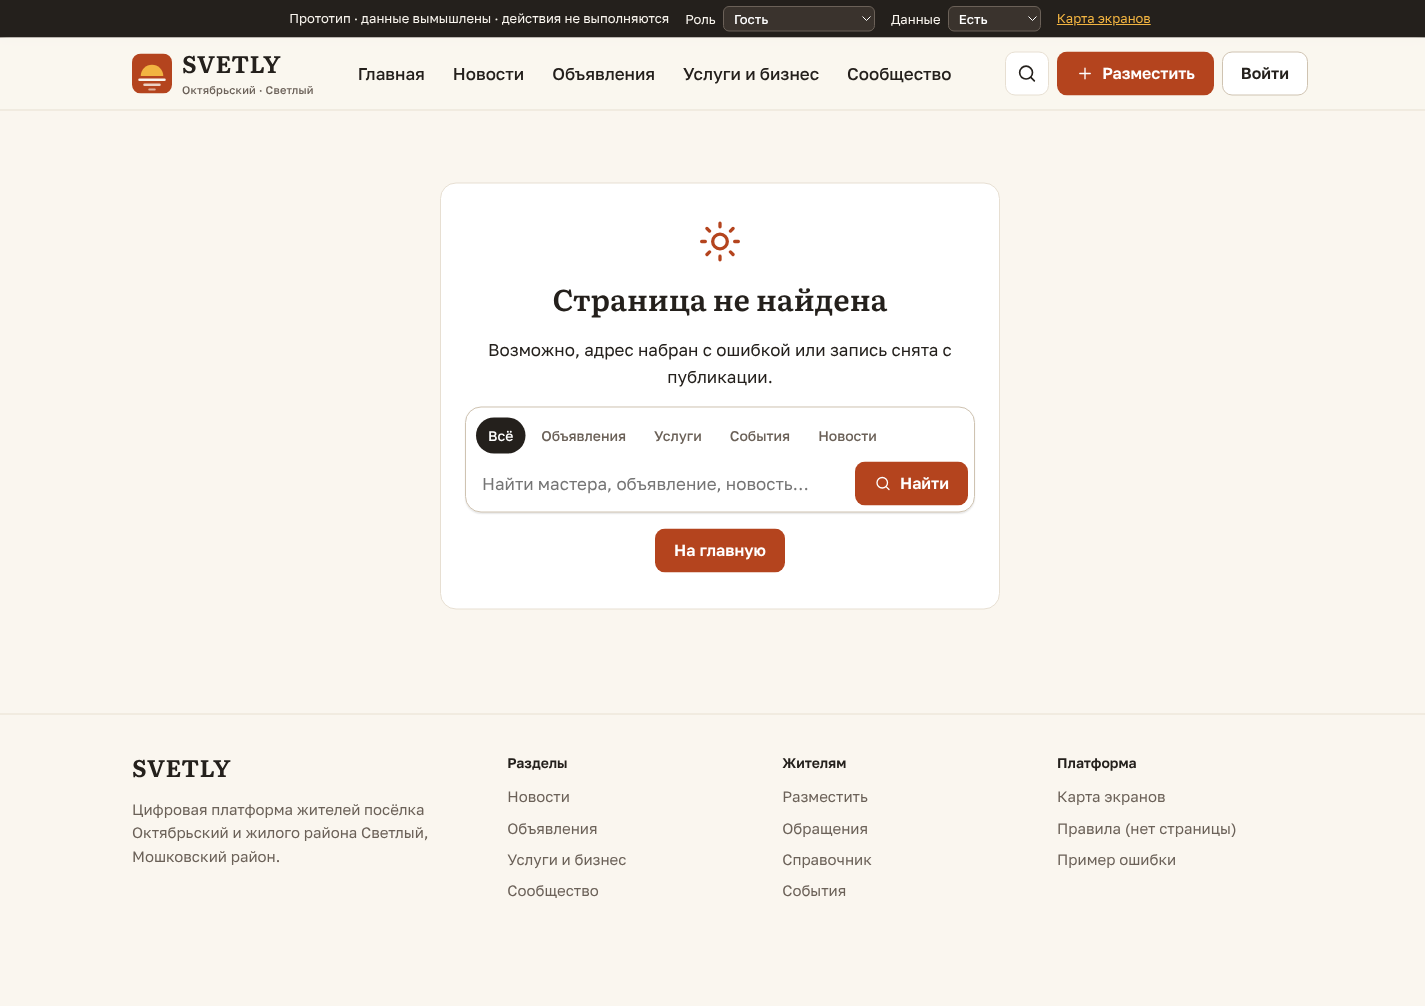 Прототип · данные вымышлены · действия не выполняются Роль Гость Данные Есть Карта экранов
SVETLY
Октябрьский · Светлый
Главная Новости Объявления Услуги и бизнес Сообщество
Разместить Войти
Страница не найдена
Возможно, адрес набран с ошибкой или запись снята с
публикации.
Всё Объявления Услуги События Новости
Найти мастера, объявление, новость... Найти
На главную
SVETLY
Цифровая платформа жителей посёлка
Октябрьский и жилого района Светлый,
Мошковский район.
Разделы
Новости
Объявления
Услуги и бизнес
Сообщество
Жителям
Разместить
Обращения
Справочник
События
Платформа
Карта экранов
Правила (нет страницы)
Пример ошибки